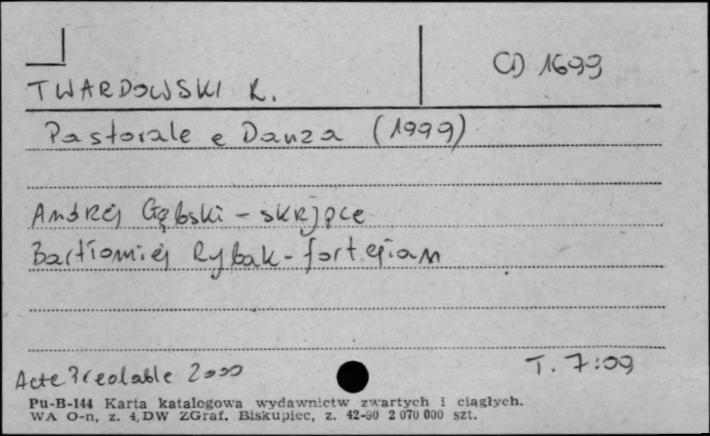 CD 1699
TWARDOWSKI R.
Pastorale e Danza (1999)
Andrzej Gębski - skrzypce
Bartłomiej Rybak - fortepian
Acte Préalable 2000
T. 7:09
Pu-B-144 Karta katalogowa wydawnictw zwartych i ciągłych.
WA O-n, z. 4, DW ZGraf. Biskupiec, z. 42-90 2 070 000 szt.